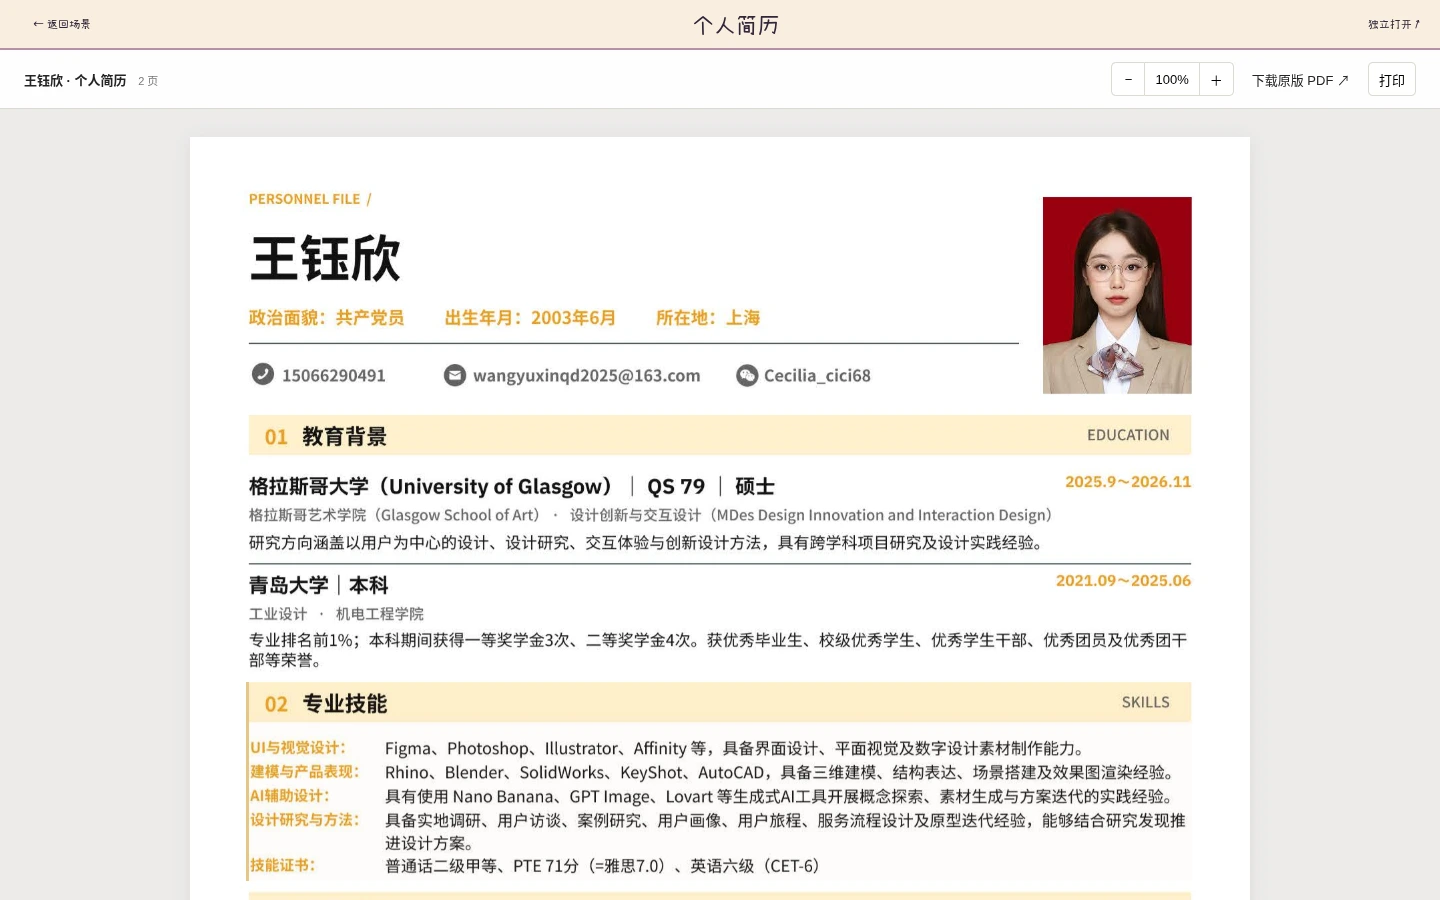 ← 返回场景
个人简历
独立打开 ↗
王钰欣 · 个人简历 2 页
− 100% + 下载原版 PDF ↗ 打印
PERSONNEL FILE /
王钰欣
政治面貌：共产党员 出生年月：2003年6月 所在地：上海
15066290491 wangyuxinqd2025@163.com Cecilia_cici68
01 教育背景 EDUCATION
格拉斯哥大学（University of Glasgow）｜ QS 79 ｜ 硕士 2025.9～2026.11
格拉斯哥艺术学院（Glasgow School of Art） · 设计创新与交互设计（MDes Design Innovation and Interaction Design）
研究方向涵盖以用户为中心的设计、设计研究、交互体验与创新设计方法，具有跨学科项目研究及设计实践经验。
青岛大学｜本科 2021.09～2025.06
工业设计 · 机电工程学院
专业排名前1%；本科期间获得一等奖学金3次、二等奖学金4次。获优秀毕业生、校级优秀学生、优秀学生干部、优秀团员及优秀团干
部等荣誉。
02 专业技能 SKILLS
UI与视觉设计： Figma、Photoshop、Illustrator、Affinity 等，具备界面设计、平面视觉及数字设计素材制作能力。
建模与产品表现： Rhino、Blender、SolidWorks、KeyShot、AutoCAD，具备三维建模、结构表达、场景搭建及效果图渲染经验。
AI辅助设计： 具有使用 Nano Banana、GPT Image、Lovart 等生成式AI工具开展概念探索、素材生成与方案迭代的实践经验。
设计研究与方法： 具备实地调研、用户访谈、案例研究、用户画像、用户旅程、服务流程设计及原型迭代经验，能够结合研究发现推
进设计方案。
技能证书： 普通话二级甲等、PTE 71分（=雅思7.0）、英语六级（CET-6）